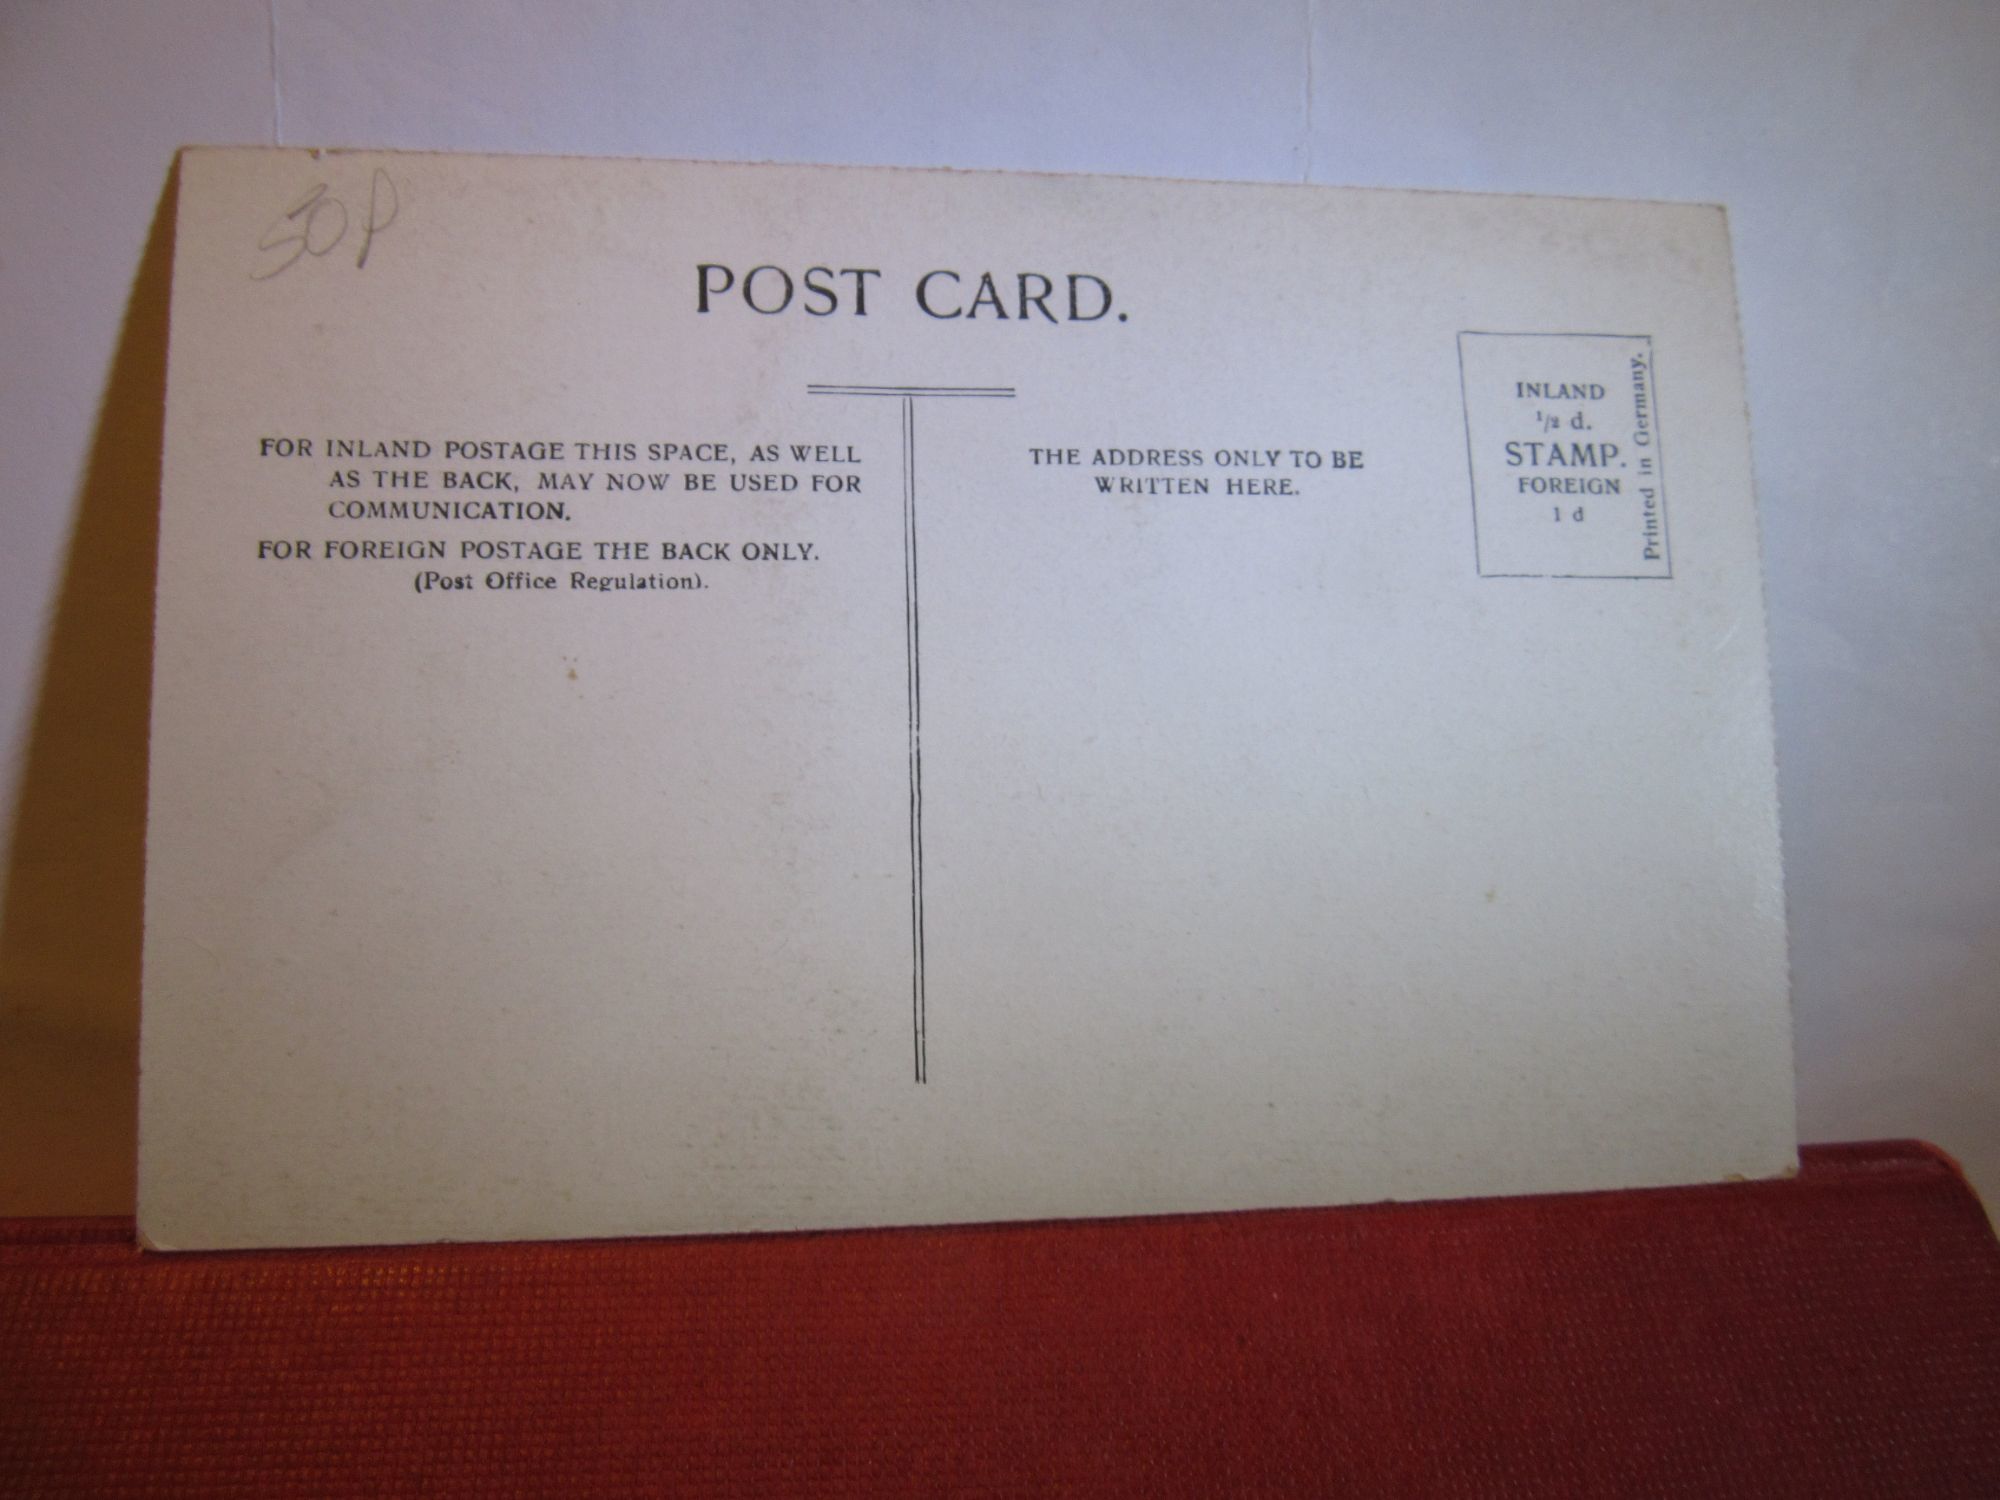 50p
POST CARD.
FOR INLAND POSTAGE THIS SPACE, AS WELL
AS THE BACK, MAY NOW BE USED FOR
COMMUNICATION.
FOR FOREIGN POSTAGE THE BACK ONLY.
(Post Office Regulation).
THE ADDRESS ONLY TO BE
WRITTEN HERE.
INLAND
1/2 d.
STAMP.
FOREIGN
1 d
Printed in Germany.